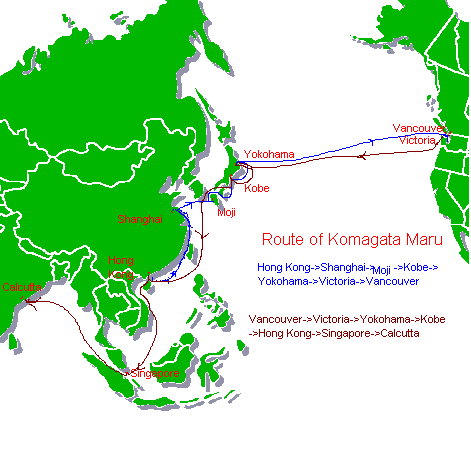 Vancouver
Victoria
Yokohama
Kobe
Moji
Shanghai
Route of Komagata Maru
Hong
Kong
Hong Kong->Shanghai->Moji ->Kobe->
Yokohama->Victoria->Vancouver
Calcutta
Vancouver->Victoria->Yokohama->Kobe
->Hong Kong->Singapore->Calcutta
Singapore